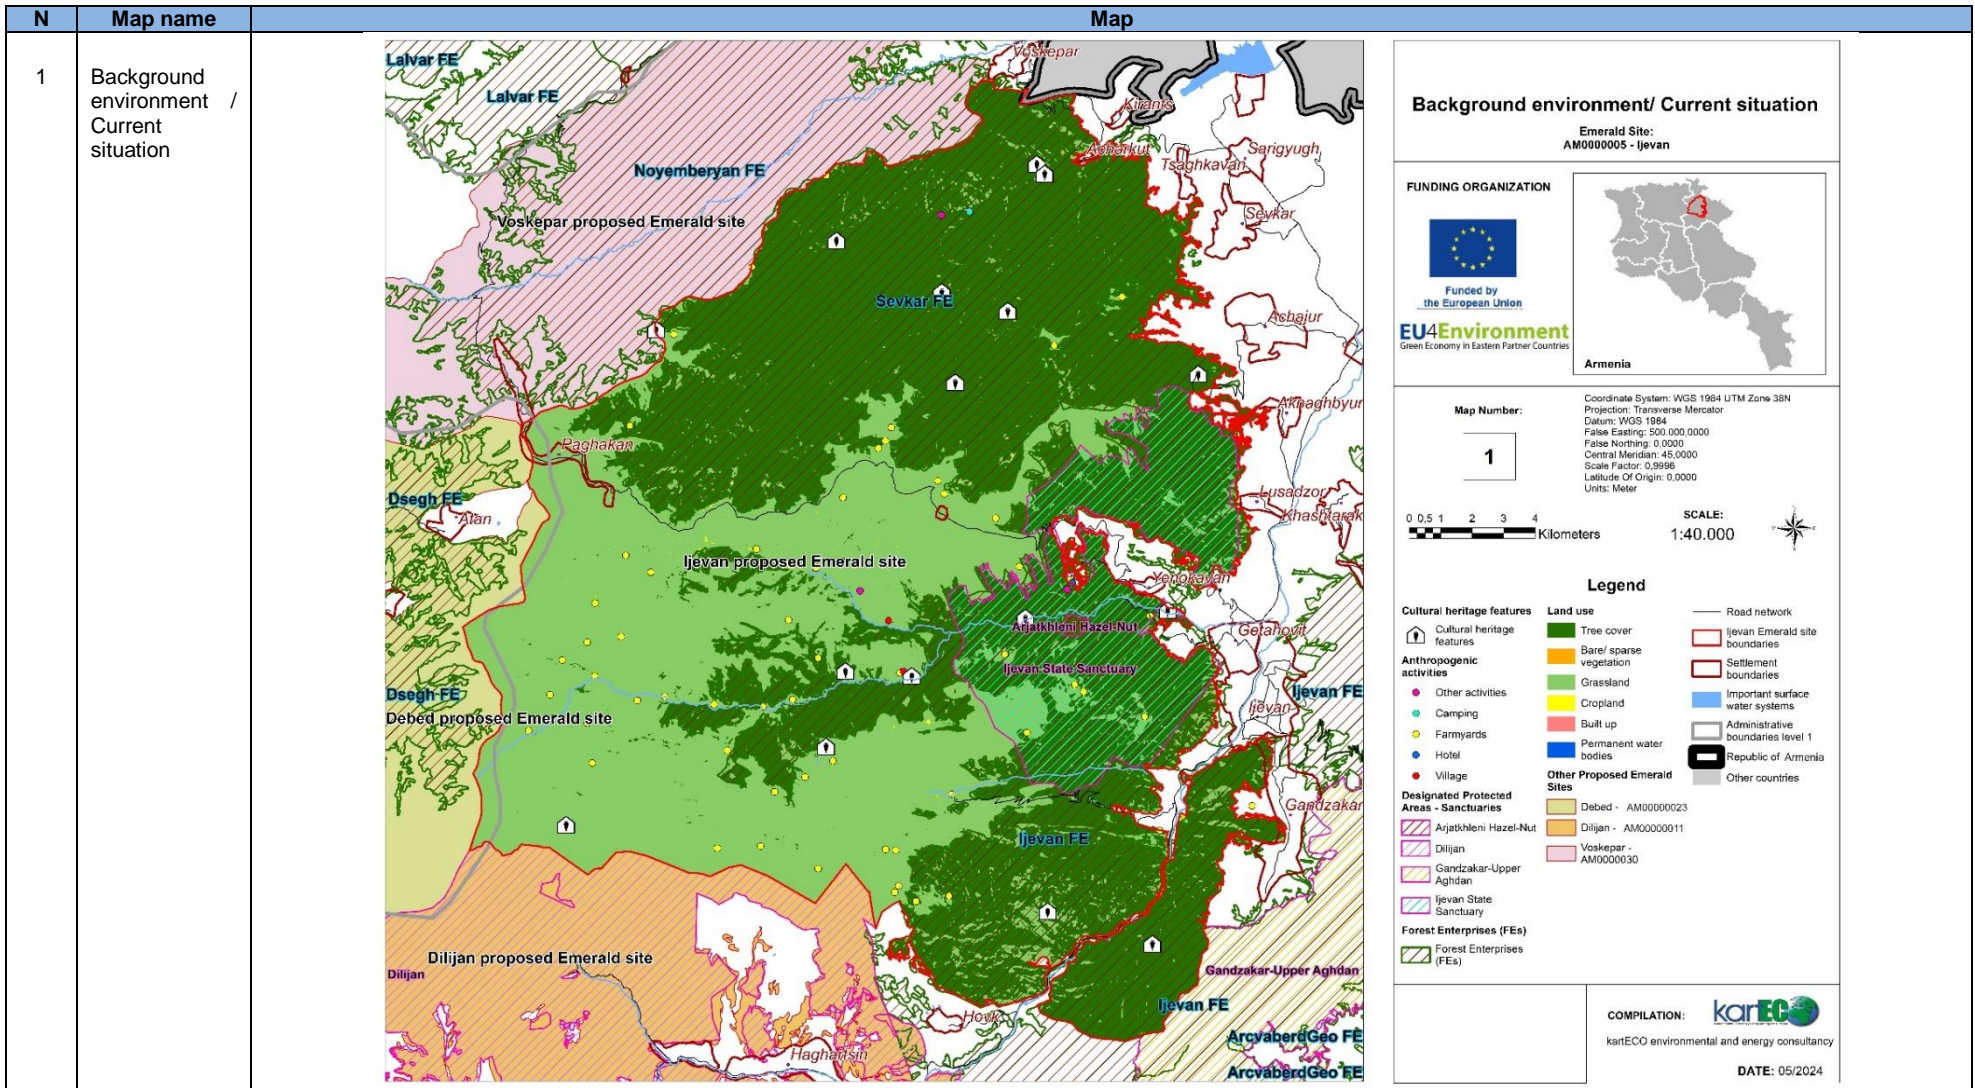 N
Map name
Map
1
Background
environment /
Current
situation
Lalvar FE
Lalvar FE
Voskepar
Kirants
Acharkut
Sarigyugh
Tsaghkavan
Noyemberyan FE
Voskepar proposed Emerald site
Sevkar
Sevkar FE
Achajur
Aknaghbyur
Paghakan
Dsegh FE
Atan
Lusadzor
Khashtarak
Ijevan proposed Emerald site
Yenokavan
Arjatkhleni Hazel-Nut
Getahovit
Ijevan State Sanctuary
Dsegh FE
Ijevan FE
Debed proposed Emerald site
Ijevan
Gandzakar
Ijevan FE
Dilijan proposed Emerald site
Dilijan
Gandzakar-Upper Aghdan
Ijevan FE
Hovk
ArcvaberdGeo FE
Hagharisin
ArcvaberdGeo FE
Background environment/ Current situation
Emerald Site:
AM0000005 - Ijevan
FUNDING ORGANIZATION
Funded by
the European Union
EU4Environment
Green Economy in Eastern Partner Countries
Armenia
Map Number:
1
Coordinate System: WGS 1984 UTM Zone 38N
Projection: Transverse Mercator
Datum: WGS 1984
False Easting: 500.000,0000
False Northing: 0,0000
Central Meridian: 45,0000
Scale Factor: 0,9996
Latitude Of Origin: 0,0000
Units: Meter
0 0,5 1 2 3 4
Kilometers
SCALE:
1:40.000
Legend
Cultural heritage features
Cultural heritage
features
Anthropogenic
activities
Other activities
Camping
Farmyards
Hotel
Village
Designated Protected
Areas - Sanctuaries
Arjatkhleni Hazel-Nut
Dilijan
Gandzakar-Upper
Aghdan
Ijevan State
Sanctuary
Forest Enterprises (FEs)
Forest Enterprises
(FEs)
Land use
Tree cover
Bare/ sparse
vegetation
Grassland
Cropland
Built up
Permanent water
bodies
Other Proposed Emerald
Sites
Debed - AM00000023
Dilijan - AM00000011
Voskepar -
AM0000030
Road network
Ijevan Emerald site
boundaries
Settlement
boundaries
Important surface
water systems
Administrative
boundaries level 1
Republic of Armenia
Other countries
COMPILATION:
kartECO
kartECO environmental and energy consultancy
DATE: 05/2024